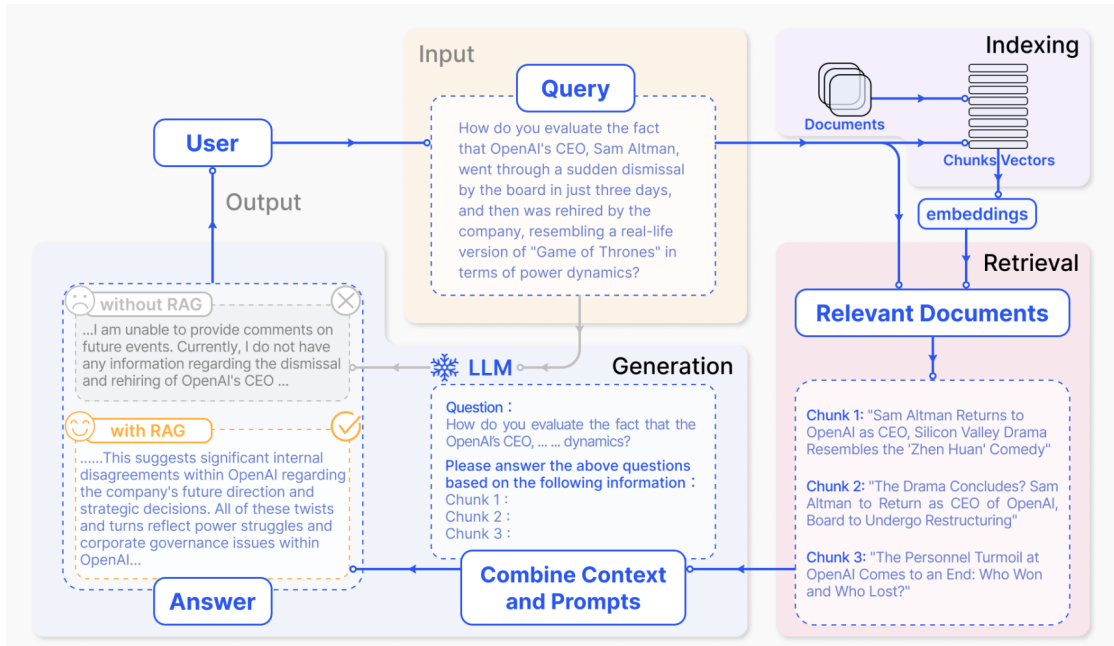 Input
Query
How do you evaluate the fact
that OpenAI's CEO, Sam Altman,
went through a sudden dismissal
by the board in just three days,
and then was rehired by the
company, resembling a real-life
version of "Game of Thrones" in
terms of power dynamics?
Indexing
Documents
Chunks Vectors
embeddings
User
Output
Retrieval
Relevant Documents
Chunk 1: "Sam Altman Returns to
OpenAI as CEO, Silicon Valley Drama
Resembles the 'Zhen Huan' Comedy"
Chunk 2: "The Drama Concludes? Sam
Altman to Return as CEO of OpenAI,
Board to Undergo Restructuring"
Chunk 3: "The Personnel Turmoil at
OpenAI Comes to an End: Who Won
and Who Lost?"
LLM
Generation
Question :
How do you evaluate the fact that the
OpenAI's CEO, ... ... dynamics?
Please answer the above questions
based on the following information :
Chunk 1 :
Chunk 2 :
Chunk 3 :
Combine Context
and Prompts
without RAG
...I am unable to provide comments on
future events. Currently, I do not have
any information regarding the dismissal
and rehiring of OpenAI's CEO ...
with RAG
......This suggests significant internal
disagreements within OpenAI regarding
the company's future direction and
strategic decisions. All of these twists
and turns reflect power struggles and
corporate governance issues within
OpenAI...
Answer